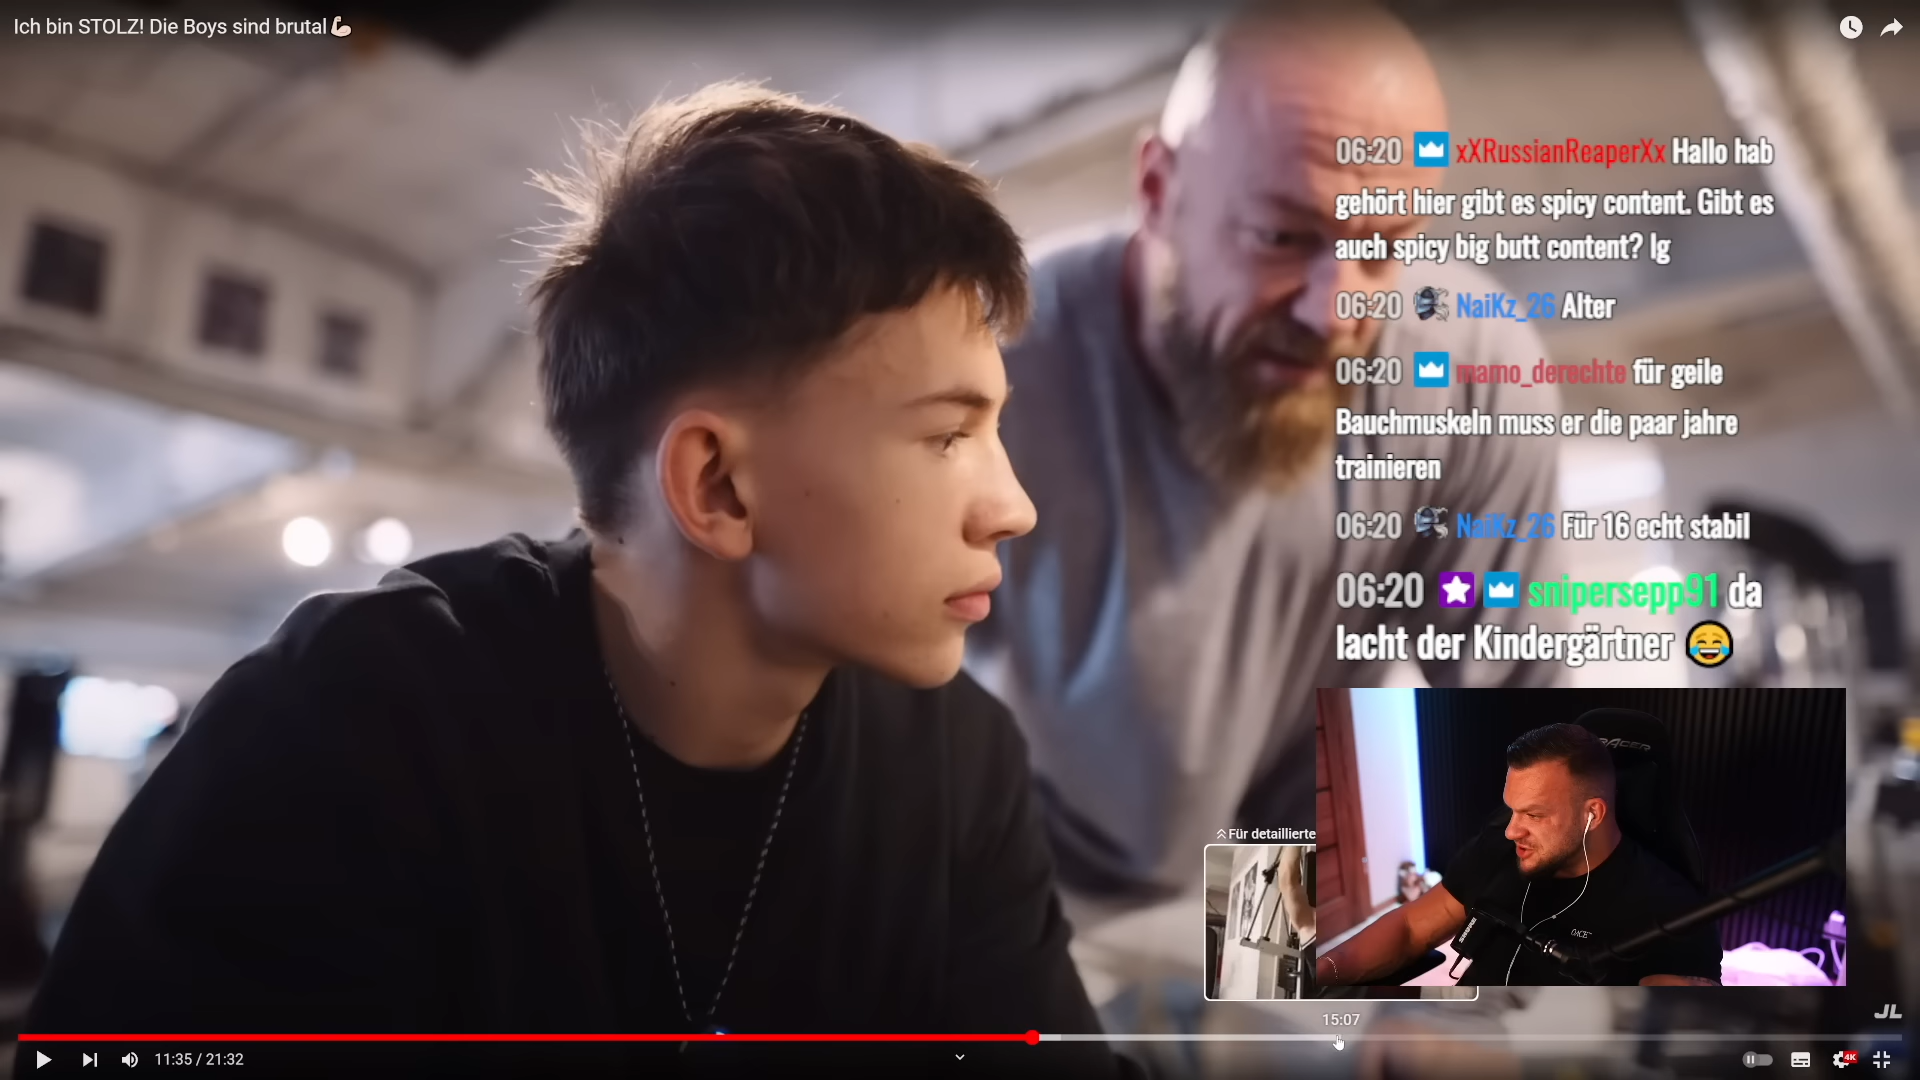 Ich bin STOLZ! Die Boys sind brutal💪🏻
06:20 xXRussianReaperXx Hallo hab
gehört hier gibt es spicy content. Gibt es
auch spicy big butt content? lg
06:20 NaiKz_26 Alter
06:20 mamo_derechte für geile
Bauchmuskeln muss er die paar jahre
trainieren
06:20 NaiKz_26 Für 16 echt stabil
06:20 snipersepp91 da
lacht der Kindergärtner 😂
RACER
Für detaillierte
SHURE
JL
15:07
11:35 / 21:32
4K